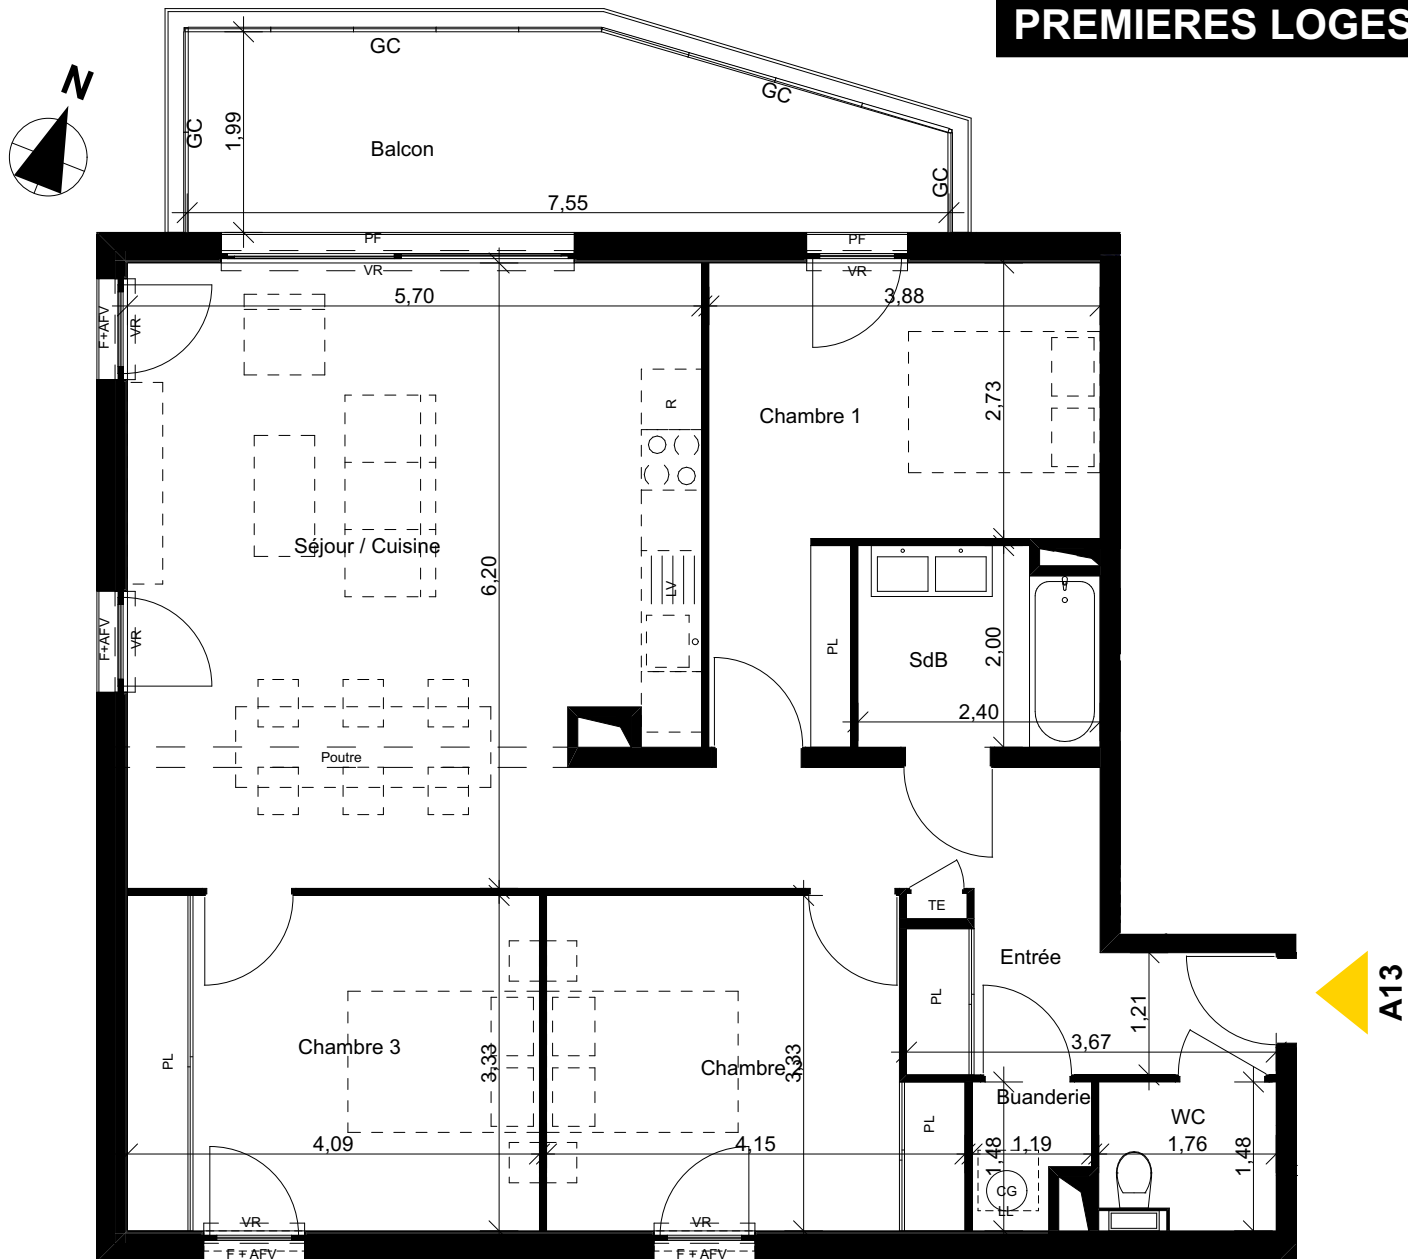 PREMIERES LOGES
N
GC
GC
GC
GC
1,99
Balcon
7,55
PF
VR
PF
VR
F+AFV
VR
5,70
3,88
R
Chambre 1
2,73
Séjour / Cuisine
6,20
LV
F+AFV
VR
PL
SdB
2,00
2,40
Poutre
TE
Entrée
PL
A13
1,21
3,67
PL
Chambre 3
3,33
Chambre 2
3,33
Buanderie
WC
PL
4,09
4,15
1,48
1,19
1,76
1,48
CG
LL
VR
F + AFV
VR
F + AFV